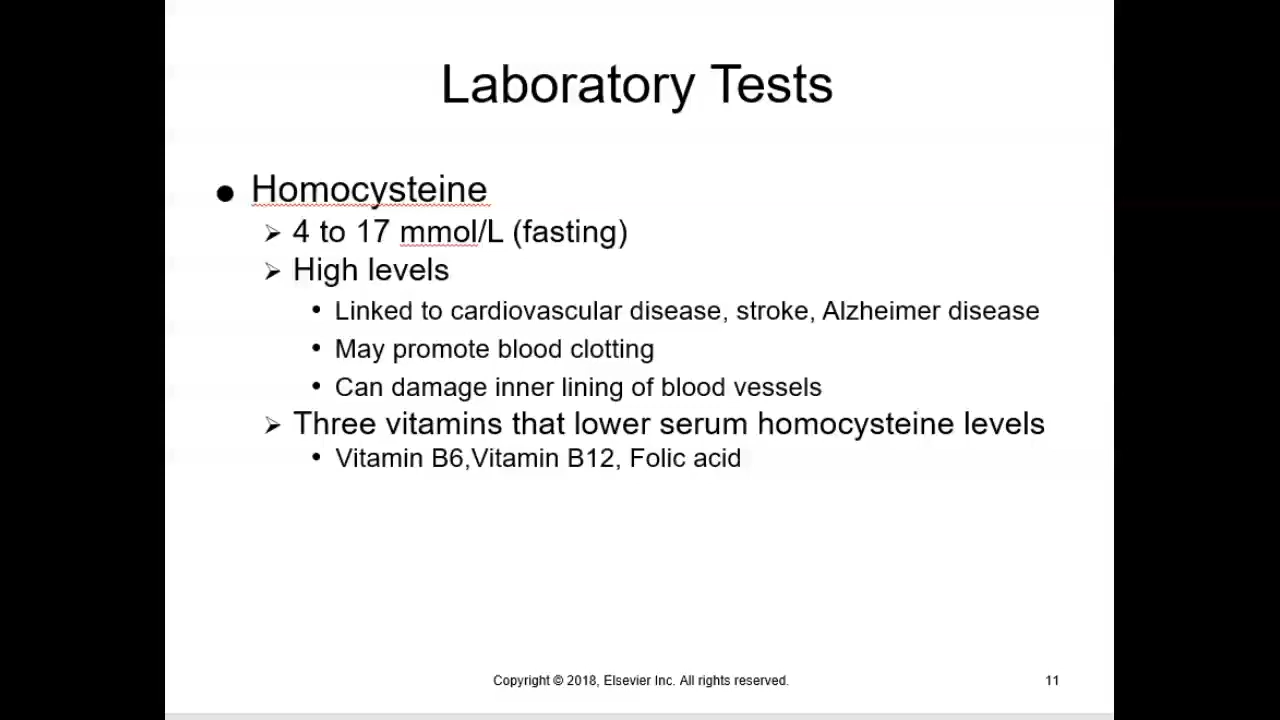 Laboratory Tests
● Homocysteine
➢ 4 to 17 mmol/L (fasting)
➢ High levels
• Linked to cardiovascular disease, stroke, Alzheimer disease
• May promote blood clotting
• Can damage inner lining of blood vessels
➢ Three vitamins that lower serum homocysteine levels
• Vitamin B6,Vitamin B12, Folic acid
Copyright © 2018, Elsevier Inc. All rights reserved. 11